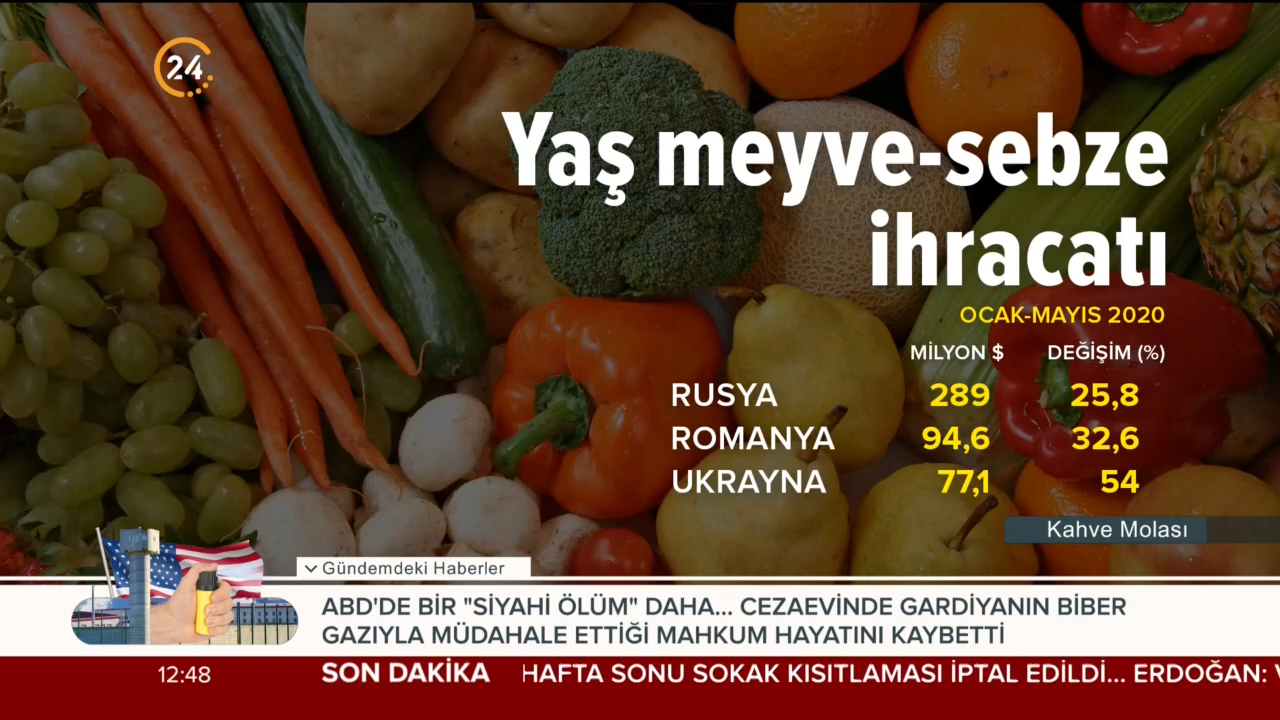 24
Yaş meyve-sebze
ihracatı
OCAK-MAYIS 2020
MİLYON $ DEĞİŞİM (%)
RUSYA 289 25,8
ROMANYA 94,6 32,6
UKRAYNA 77,1 54
Kahve Molası
Gündemdeki Haberler
ABD'DE BİR "SİYAHİ ÖLÜM" DAHA... CEZAEVİNDE GARDİYANIN BİBER
GAZIYLA MÜDAHALE ETTİĞİ MAHKUM HAYATINI KAYBETTİ
12:48 SON DAKİKA HAFTA SONU SOKAK KISITLAMASI İPTAL EDİLDİ... ERDOĞAN: